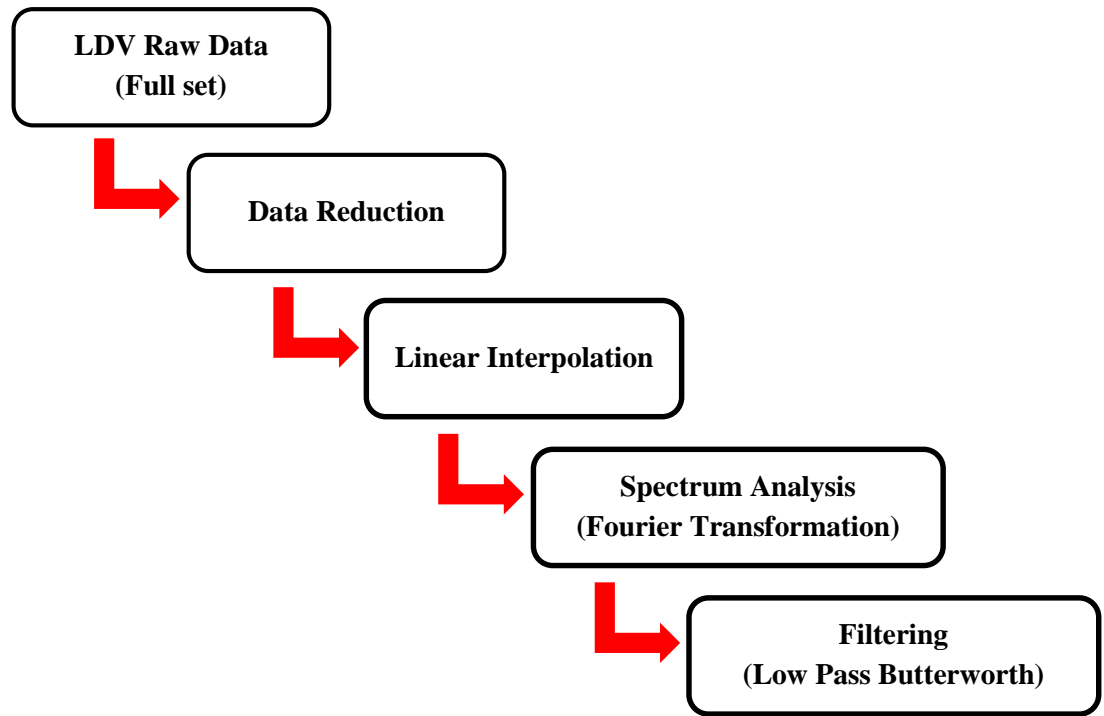 LDV Raw Data
(Full set)
Data Reduction
Linear Interpolation
Spectrum Analysis
(Fourier Transformation)
Filtering
(Low Pass Butterworth)